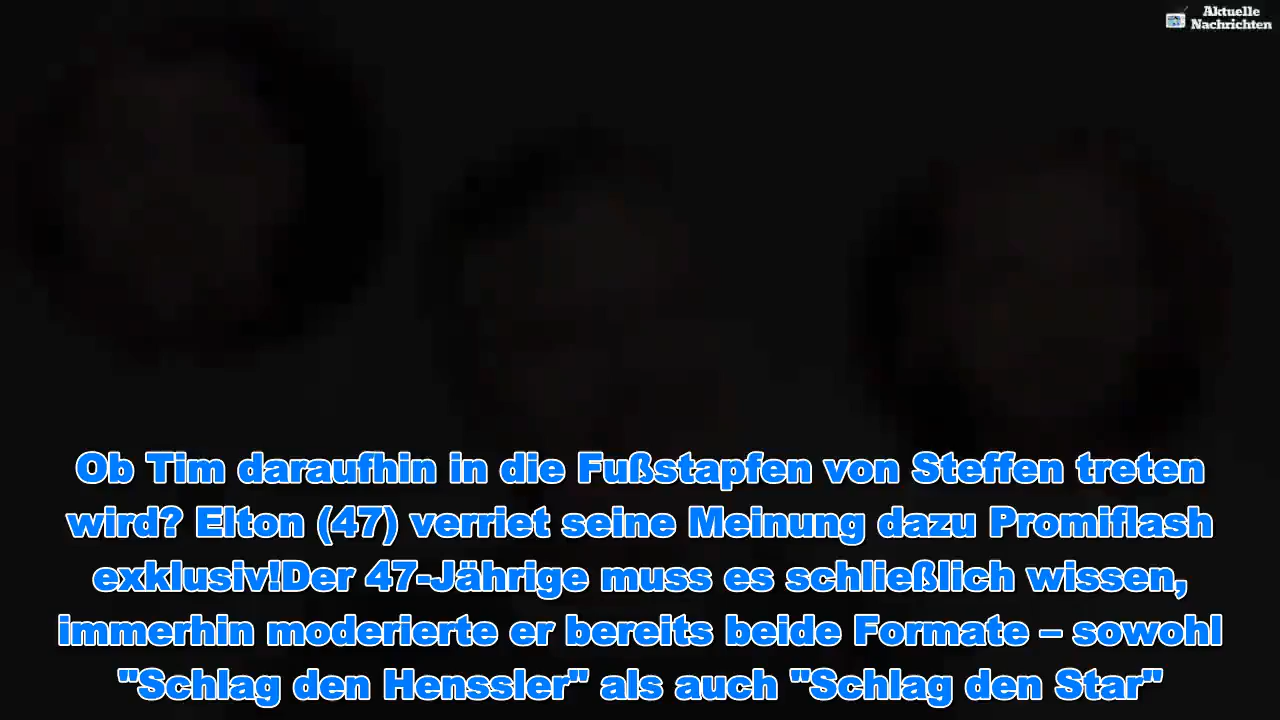 Aktuelle
Nachrichten
Ob Tim daraufhin in die Fußstapfen von Steffen treten
wird? Elton (47) verriet seine Meinung dazu Promiflash
exklusiv!Der 47-Jährige muss es schließlich wissen,
immerhin moderierte er bereits beide Formate – sowohl
"Schlag den Henssler" als auch "Schlag den Star"